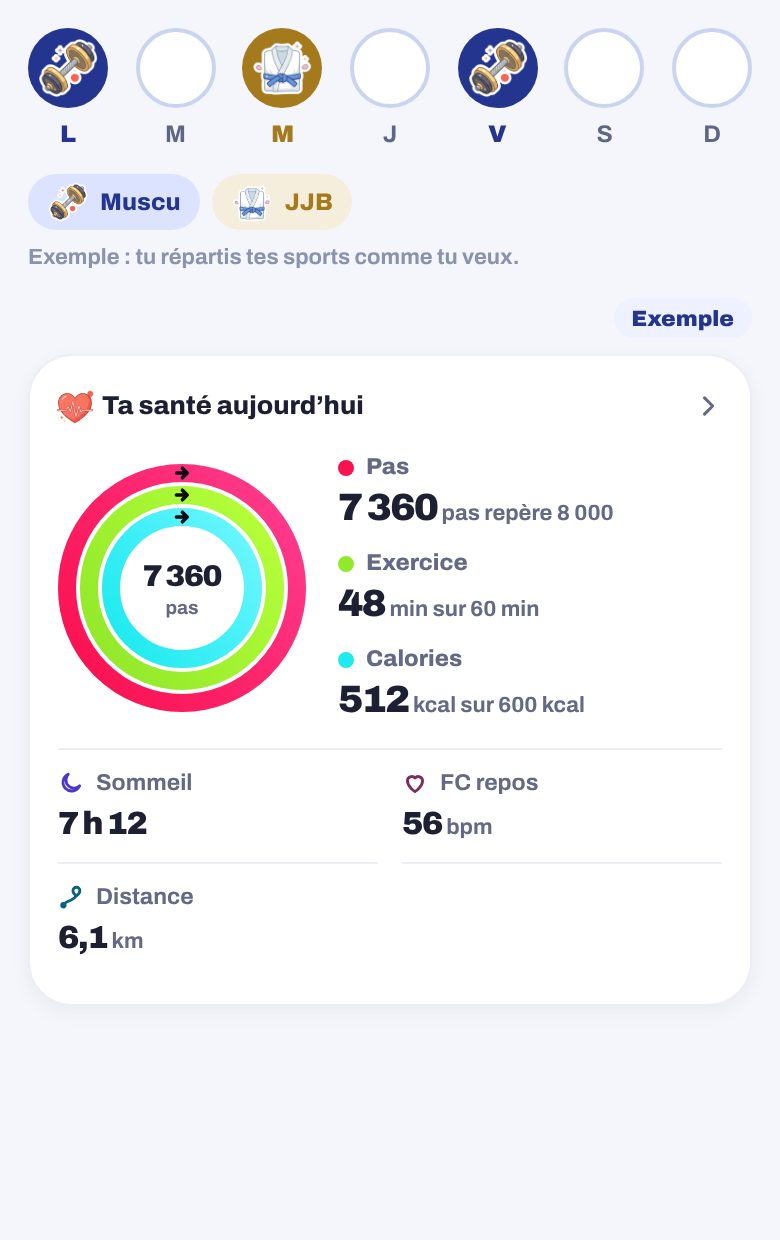 L M M J V S D
Muscu JJB
Exemple : tu répartis tes sports comme tu veux.
Exemple
Ta santé aujourd’hui
7 360
pas
Pas
7 360 pas repère 8 000
Exercice
48 min sur 60 min
Calories
512 kcal sur 600 kcal
Sommeil
7 h 12
FC repos
56 bpm
Distance
6,1 km